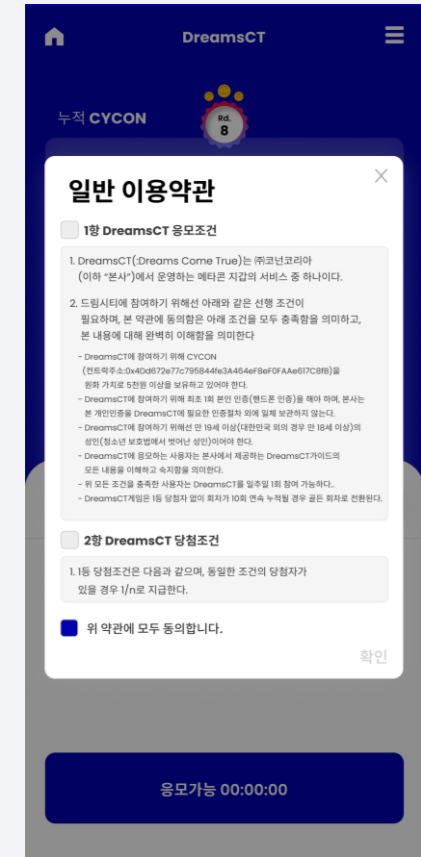 DreamsCT
누적 CYCON
Rd.
8
일반 이용약관
1항 DreamsCT 응모조건
1. DreamsCT(:Dreams Come True)는 ㈜코넌코리아
(이하 “본사”)에서 운영하는 메타콘 지갑의 서비스 중 하나이다.
2. 드림시티에 참여하기 위해선 아래와 같은 선행 조건이
필요하며, 본 약관에 동의함은 아래 조건을 모두 충족함을 의미하고,
본 내용에 대해 완벽히 이해함을 의미한다
- DreamsCT에 참여하기 위해 CYCON
(컨트락주소:0x4Dd672e77c795844fe3A464eF8eF0FAAe617C8fB)을
원화 가치로 5천원 이상을 보유하고 있어야 한다.
- DreamsCT에 참여하기 위해 최초 1회 본인 인증(핸드폰 인증)을 해야 하며, 본사는
본 개인인증을 DreamsCT에 필요한 인증절차 외에 일체 보관하지 않는다.
- DreamsCT에 참여하기 위해선 만 19세 이상(대한민국 외의 경우 만 18세 이상)의
성인(청소년 보호법에서 벗어난 성인)이어야 한다.
- DreamsCT에 응모하는 사용자는 본사에서 제공하는 DreamsCT가이드의
모든 내용을 이해하고 숙지함을 의미한다.
- 위 모든 조건을 충족한 사용자는 DreamsCT를 일주일 1회 참여 가능하다..
- DreamsCT게임은 1등 당첨자 없이 회차가 10회 연속 누적될 경우 골든 회차로 전환된다.
2항 DreamsCT 당첨조건
1. 1등 당첨조건은 다음과 같으며, 동일한 조건의 당첨자가
있을 경우 1/n로 지급한다.
위 약관에 모두 동의합니다.
확인
응모가능 00:00:00